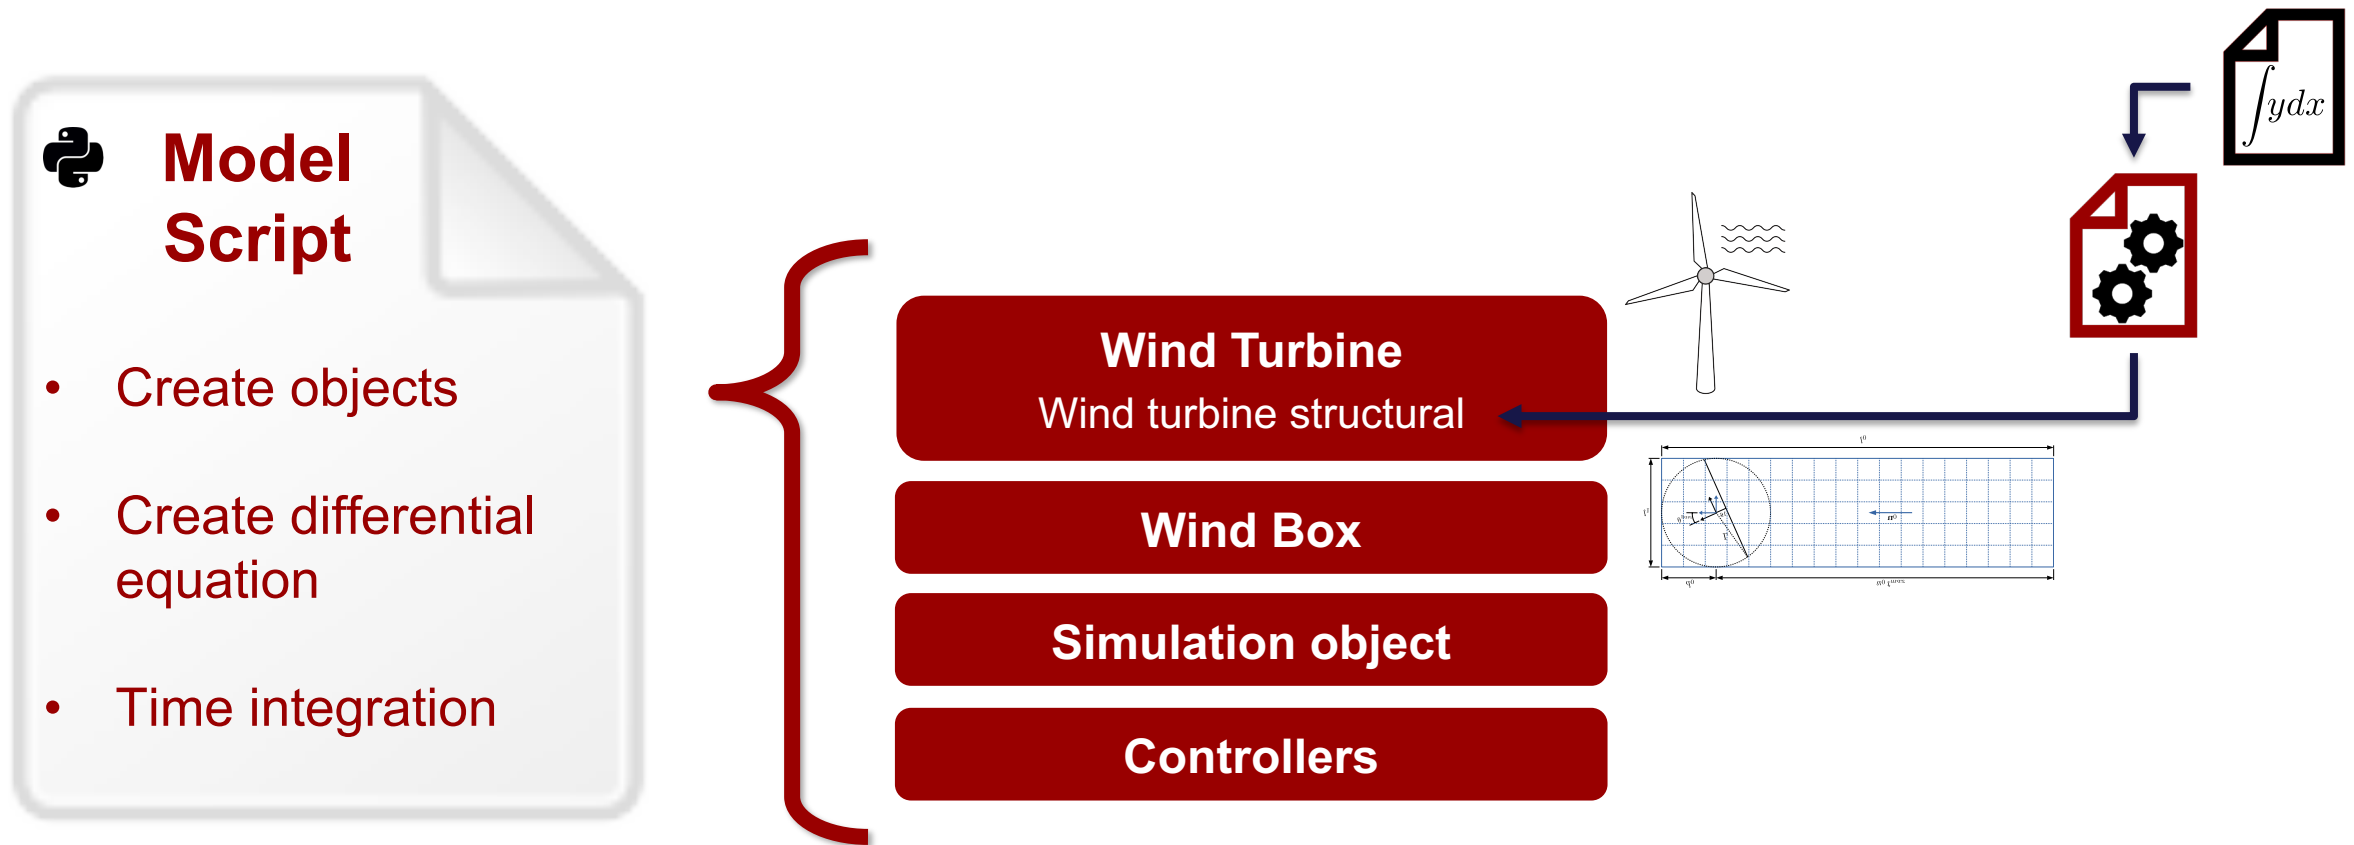 Model
Script
• Create objects
• Create differential
equation
• Time integration
Wind Turbine
Wind turbine structural
Wind Box
Simulation object
Controllers
∫ydx